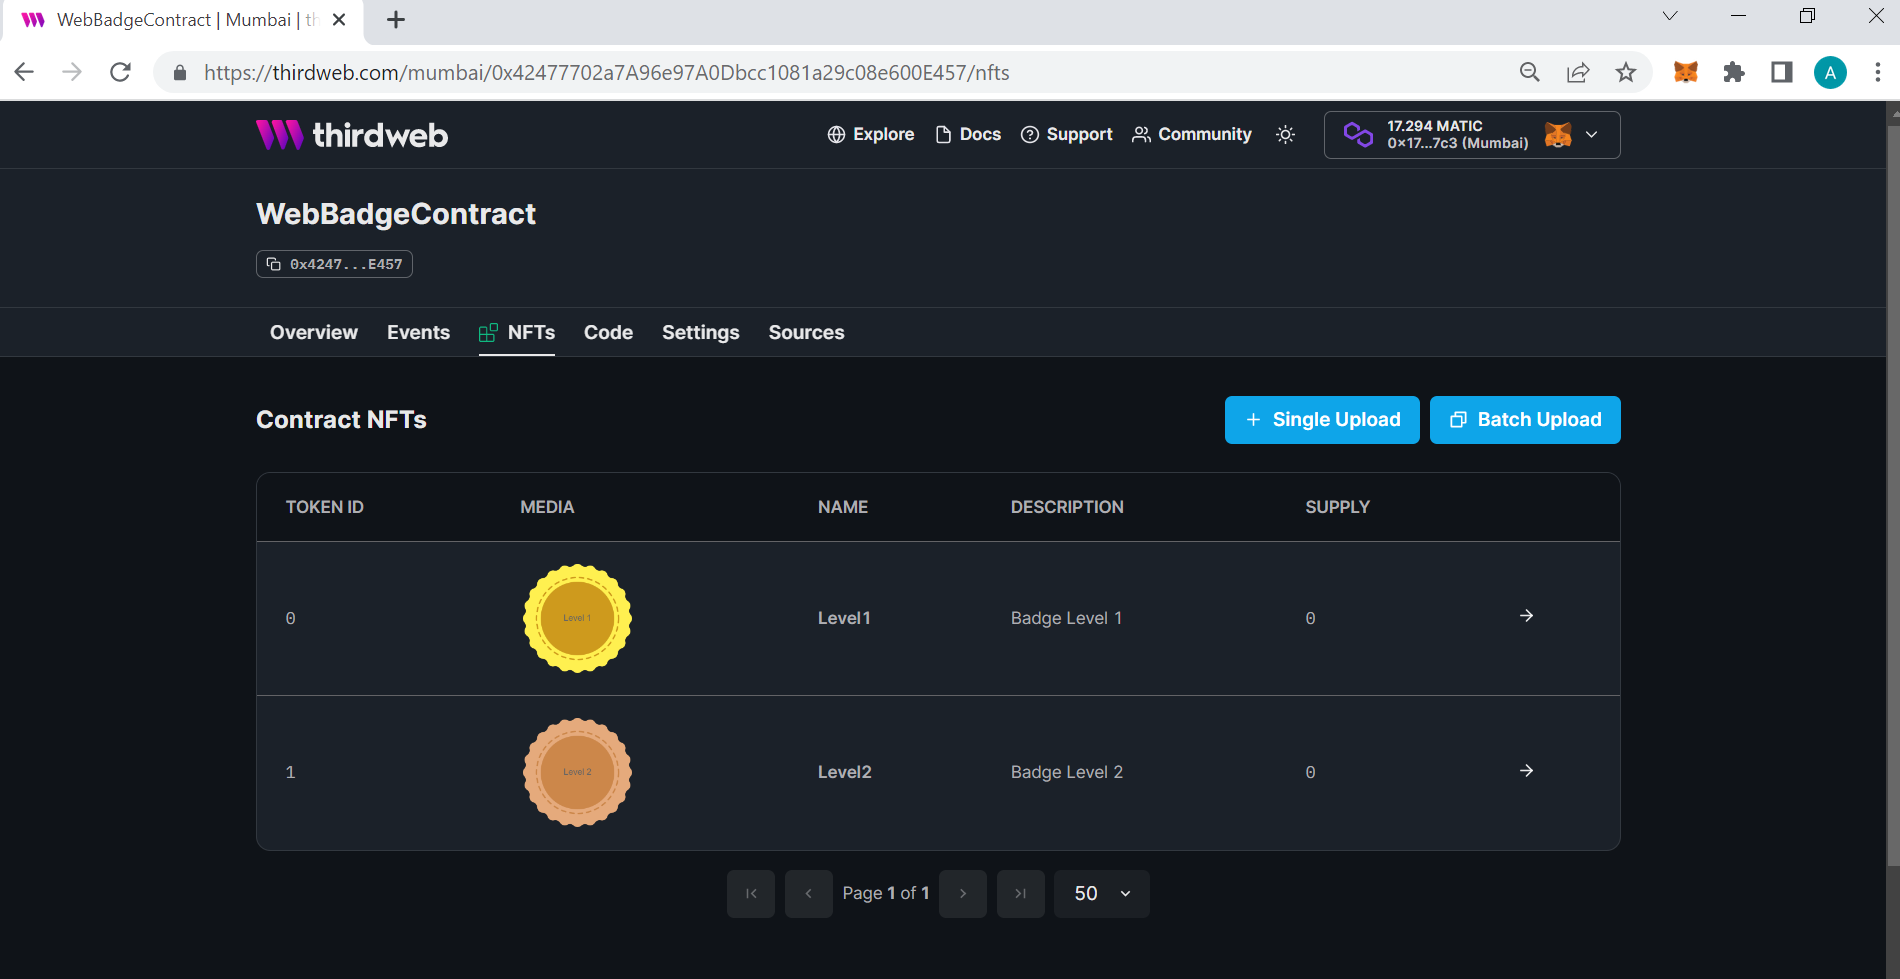 WebBadgeContract | Mumbai | th
https://thirdweb.com/mumbai/0x42477702a7A96e97A0Dbcc1081a29c08e600E457/nfts
A
thirdweb
Explore
Docs
Support
Community
17.294 MATIC
0x17...7c3 (Mumbai)
WebBadgeContract
0x4247...E457
Overview
Events
NFTs
Code
Settings
Sources
Contract NFTs
+ Single Upload
Batch Upload
TOKEN ID
MEDIA
NAME
DESCRIPTION
SUPPLY
0
Level 1
Level1
Badge Level 1
0
1
Level 2
Level2
Badge Level 2
0
Page 1 of 1
50